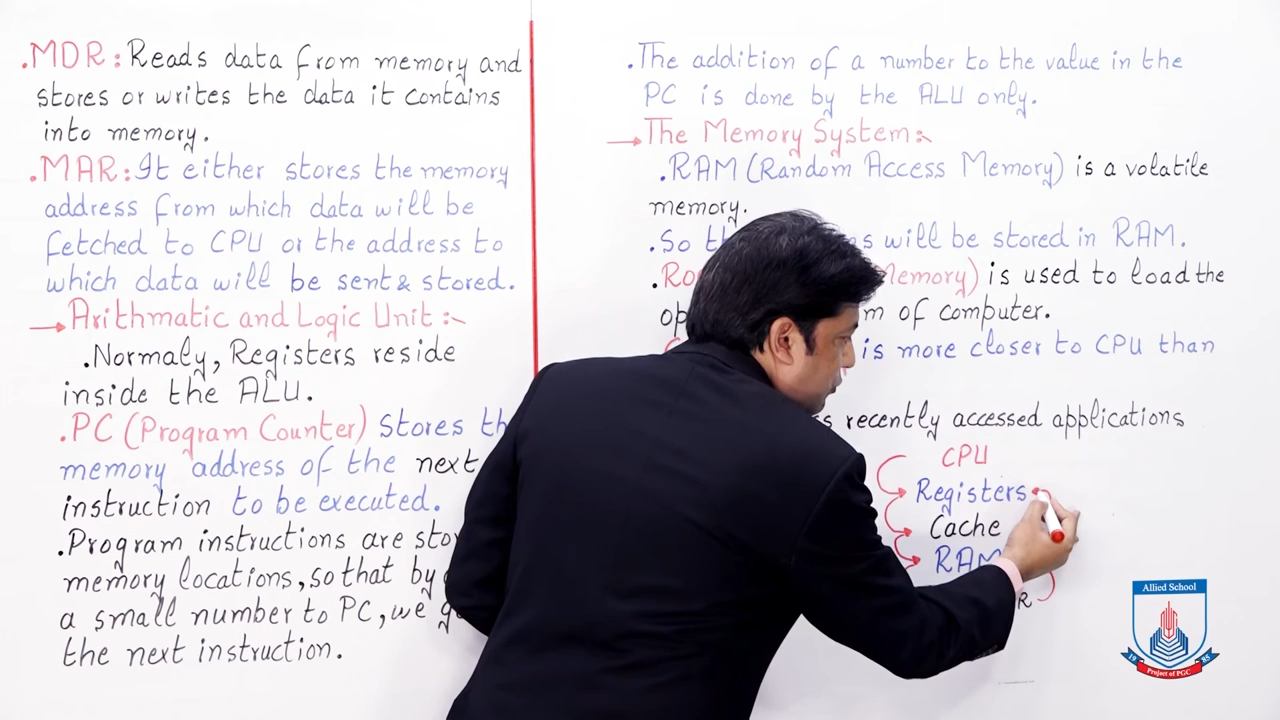 .MDR: Reads data from memory and
stores or writes the data it contains
into memory.
.MAR: It either stores the memory
address from which data will be
fetched to CPU or the address to
which data will be sent & stored.
→ Arithmatic and Logic Unit :-
.Normaly, Registers reside
inside the ALU.
.PC (Program Counter) Stores th
memory address of the next
instruction to be executed.
.Program instructions are sto
memory locations, so that by
a small number to PC, we g
the next instruction.
.The addition of a number to the value in the
PC is done by the ALU only.
→ The Memory System:-
.RAM (Random Access Memory) is a volatile
memory.
.So th ns will be stored in RAM.
.Ro Memory) is used to load the
op m of computer.
is more closer to CPU than
s recently accessed applications
CPU
Registers
Cache
RAM
R
Allied School
19 85
Project of PGC